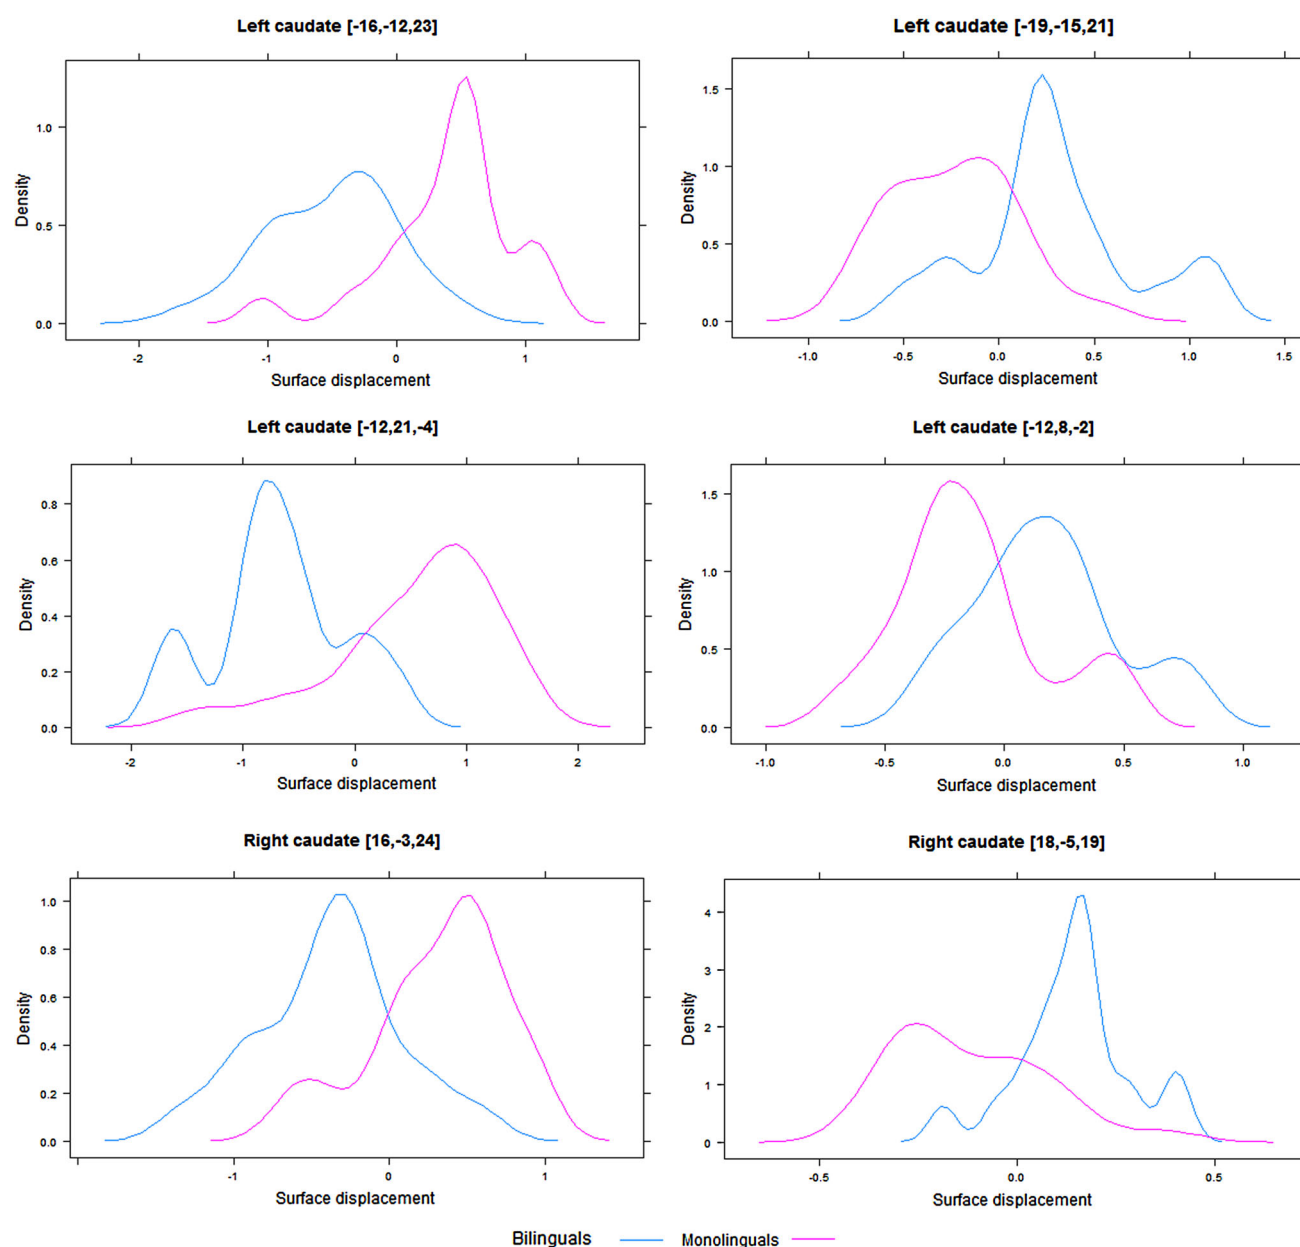 Left caudate [-16,-12,23]
Density
1.0
0.5
0.0
-2 -1 0 1
Surface displacement
Left caudate [-19,-15,21]
Density
1.5
1.0
0.5
0.0
-1.0 -0.5 0.0 0.5 1.0 1.5
Surface displacement
Left caudate [-12,21,-4]
Density
0.8
0.6
0.4
0.2
0.0
-2 -1 0 1 2
Surface displacement
Left caudate [-12,8,-2]
Density
1.5
1.0
0.5
0.0
-1.0 -0.5 0.0 0.5 1.0
Surface displacement
Right caudate [16,-3,24]
Density
1.0
0.8
0.6
0.4
0.2
0.0
-1 0 1
Surface displacement
Right caudate [18,-5,19]
Density
4
3
2
1
0
-0.5 0.0 0.5
Surface displacement
Bilinguals Monolinguals